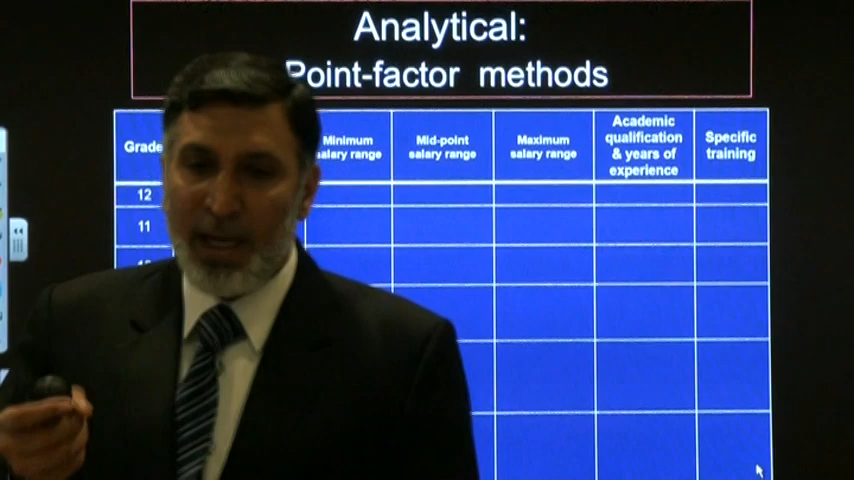 Analytical:
Point-factor methods
Grade
Minimum
salary range
Mid-point
salary range
Maximum
salary range
Academic
qualification
& years of
experience
Specific
training
12
11